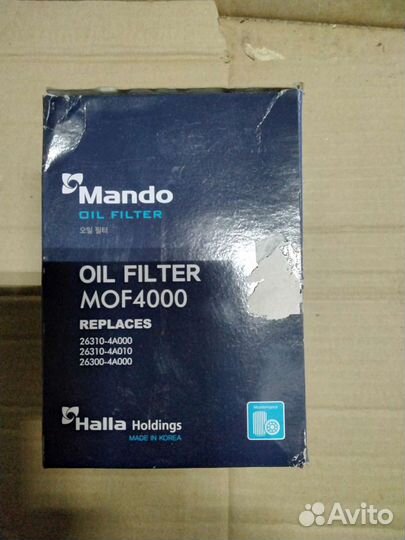 Mando
OIL FILTER
오일 필터
OIL FILTER
MOF4000
REPLACES
26310-4A000
26310-4A010
26300-4A000
Halla Holdings
MADE IN KOREA
Avito